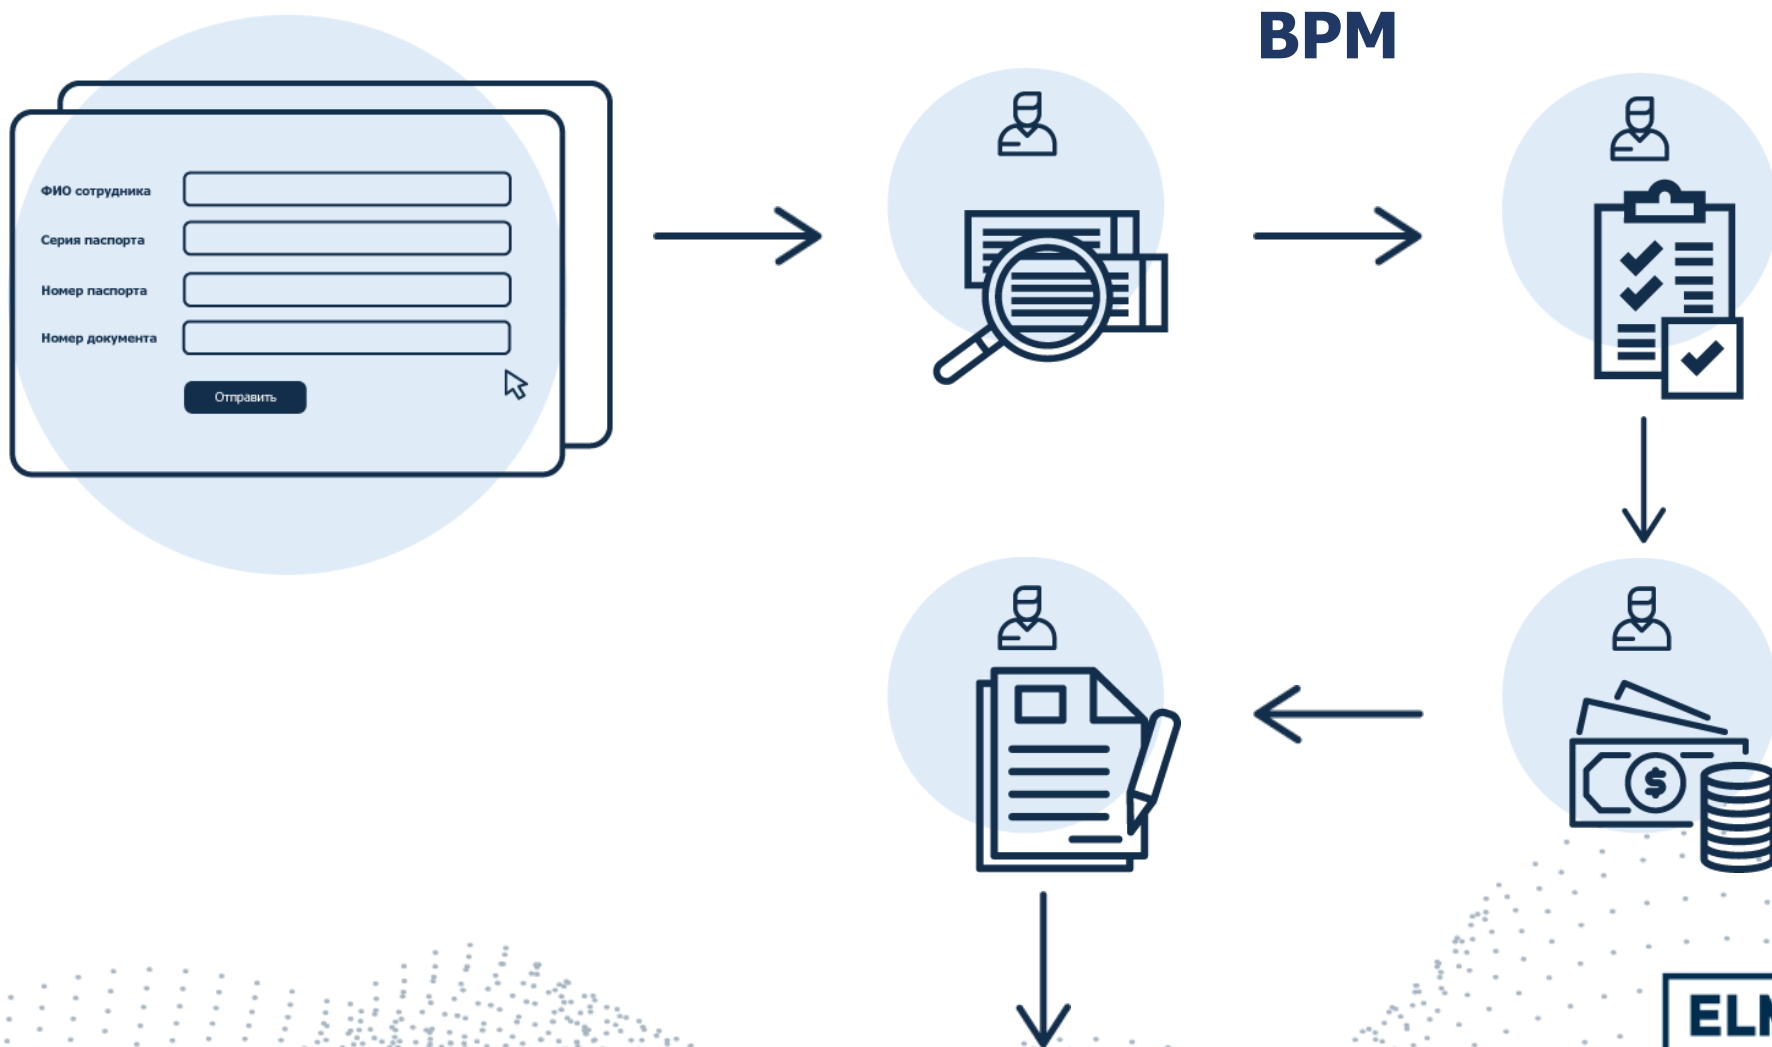 BPM
ФИО сотрудника
Серия паспорта
Номер паспорта
Номер документа
Отправить